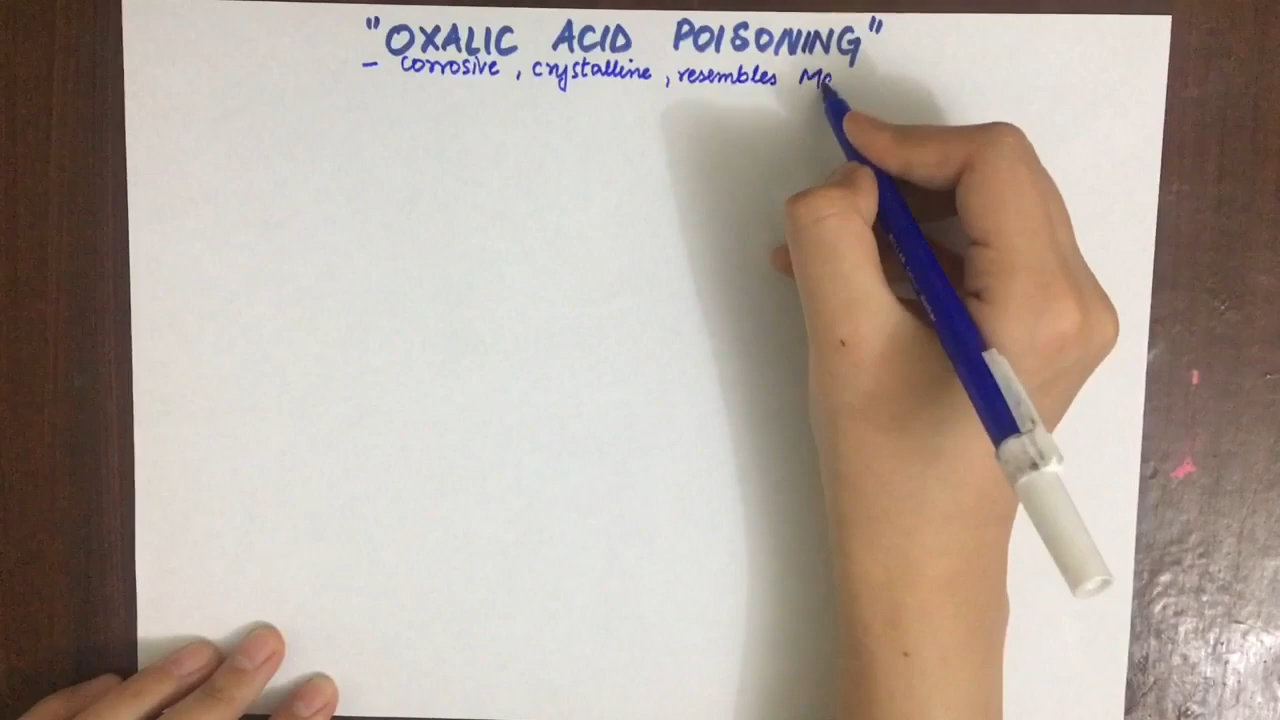 "OXALIC ACID POISONING"
- corrosive, crystalline, resembles